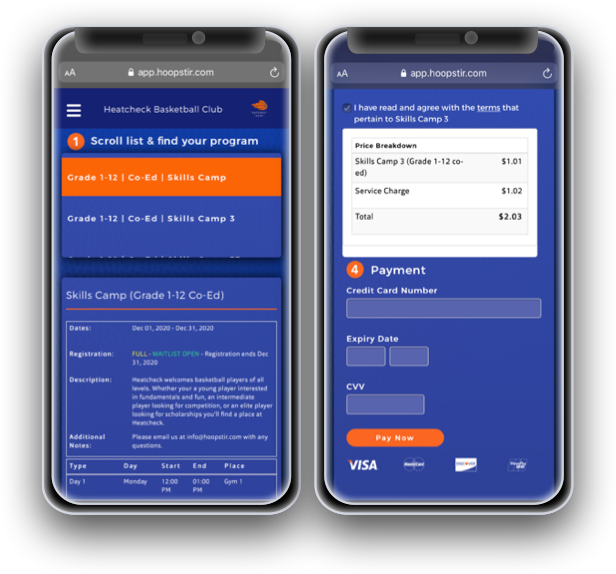 AA app.hoopstir.com
Heatcheck Basketball Club
1 Scroll list & find your program
Grade 1-12 | Co-Ed | Skills Camp
Grade 1-12 | Co-Ed | Skills Camp 3
Skills Camp (Grade 1-12 Co-Ed)
Dates: Dec 01, 2020 - Dec 31, 2020
Registration: FULL - WAITLIST OPEN - Registration ends Dec
31, 2020
Description: Heatcheck welcomes basketball players of all
levels. Whether your a young player interested
in fundamentals and fun, an intermediate
player looking for competition, or an elite player
looking for scholarships you'll find a place at
Heatcheck.
Additional Notes: Please email us at info@hoopstir.com with any
questions.
Type Day Start End Place
Day 1 Monday 12:00 PM 01:00 PM Gym 1
AA app.hoopstir.com
I have read and agree with the terms that
pertain to Skills Camp 3
Price Breakdown
Skills Camp 3 (Grade 1-12 co-
ed) $1.01
Service Charge $1.02
Total $2.03
4 Payment
Credit Card Number
Expiry Date
CVV
Pay Now
VISA MasterCard DISCOVER